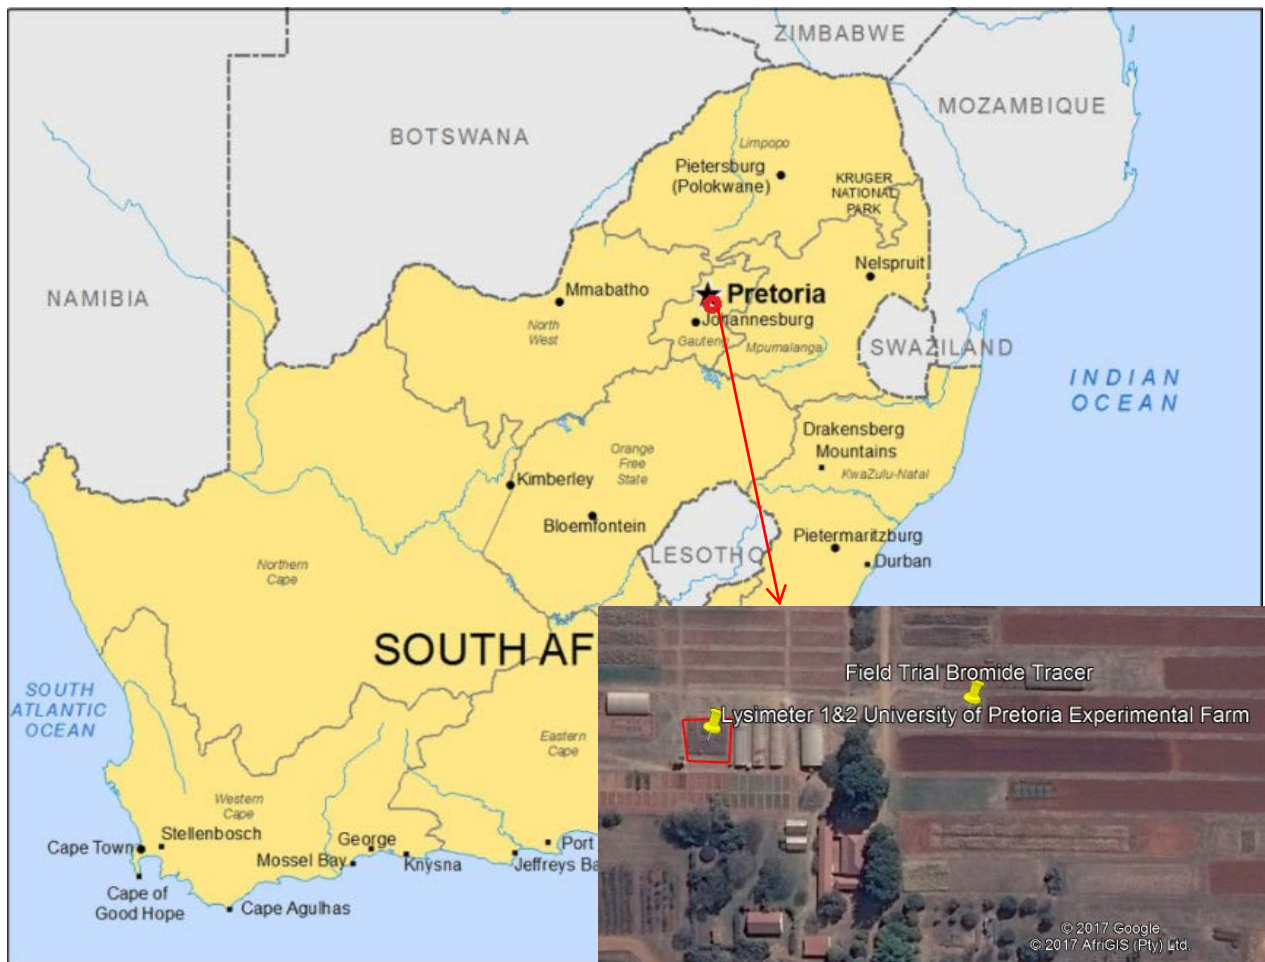 ZIMBABWE
MOZAMBIQUE
BOTSWANA
Limpopo
Pietersburg
(Polokwane)
KRUGER
NATIONAL
PARK
Nelspruit
NAMIBIA
Mmabatho
Pretoria
Johannesburg
North
West
Gauteng
Mpumalanga
SWAZILAND
INDIAN
OCEAN
Drakensberg
Mountains
KwaZulu-Natal
Orange
Free
State
Kimberley
Bloemfontein
Pietermaritzburg
Durban
LESOTHO
Northern
Cape
SOUTH AF
SOUTH
ATLANTIC
OCEAN
Eastern
Cape
Western
Cape
Cape Town
Stellenbosch
George
Port
Mossel Bay
Knysna
Jeffreys Ba
Cape of
Good Hope
Cape Agulhas
Field Trial Bromide Tracer
Lysimeter 1&2 University of Pretoria Experimental Farm
© 2017 Google
© 2017 AfriGIS (Pty) Ltd.